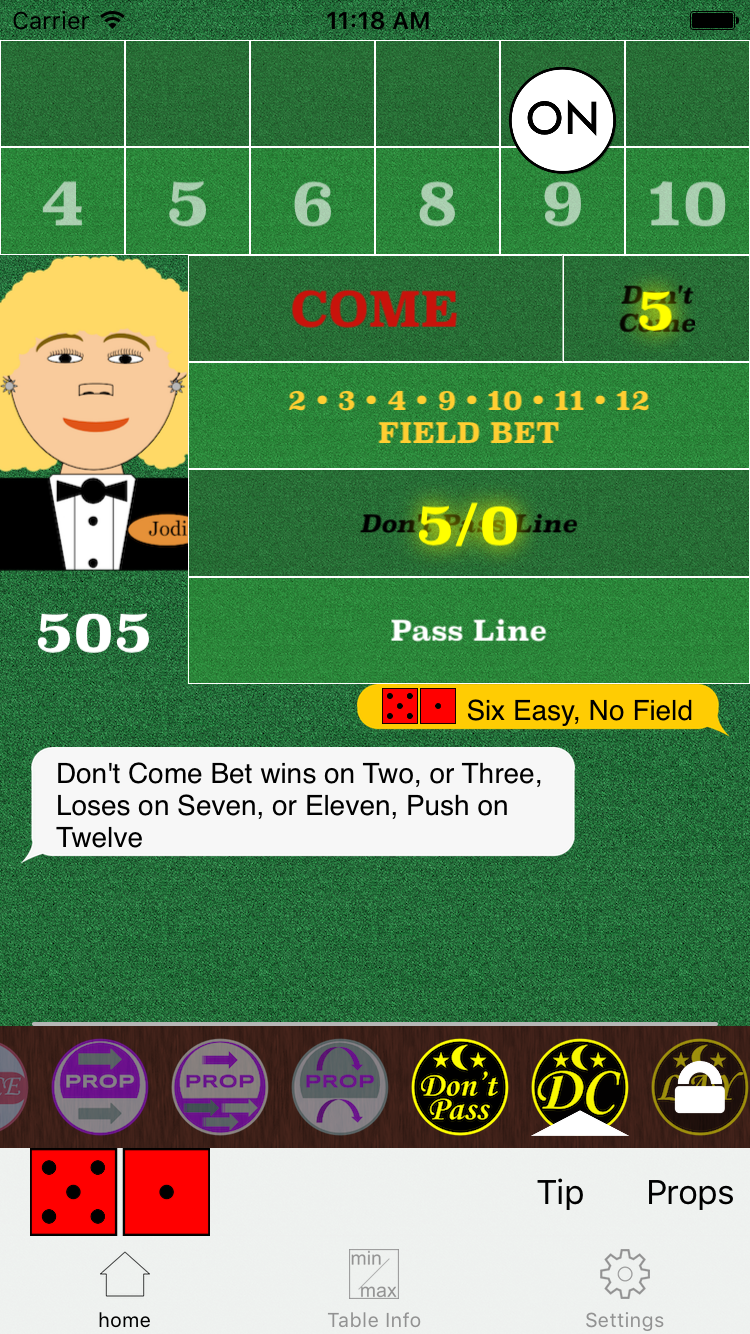 Carrier 11:18 AM
ON
4 5 6 8 9 10
COME
Don't
Come
5
2 • 3 • 4 • 9 • 10 • 11 • 12
FIELD BET
Don't Pass Line
5/0
Jodi
505
Pass Line
Six Easy, No Field
Don't Come Bet wins on Two, or Three,
Loses on Seven, or Eleven, Push on
Twelve
PROP PROP PROP
Don't
Pass
DC
Tip Props
min
max
home Table Info Settings